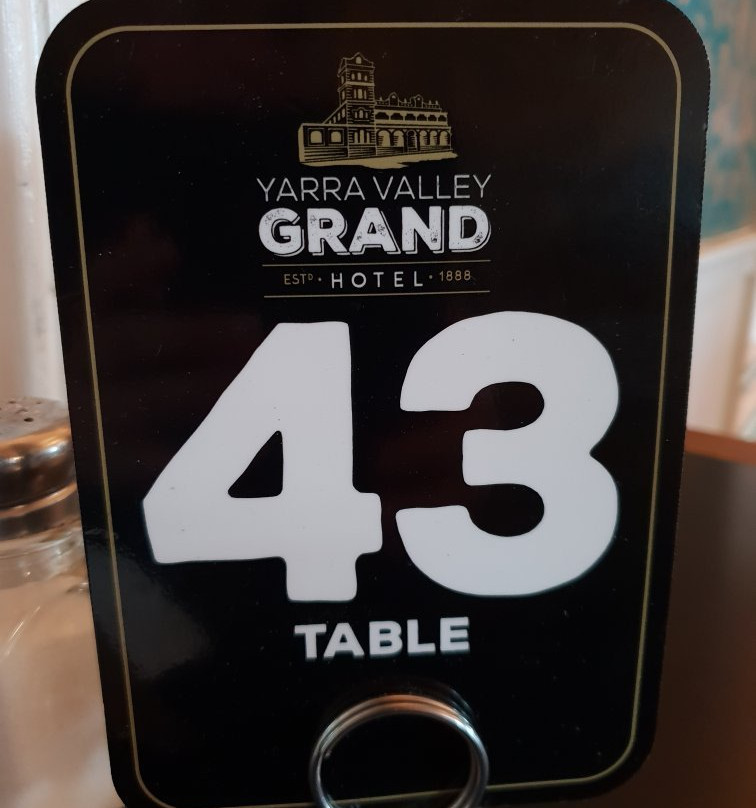 YARRA VALLEY
GRAND
ESTD · HOTEL · 1888
43
TABLE